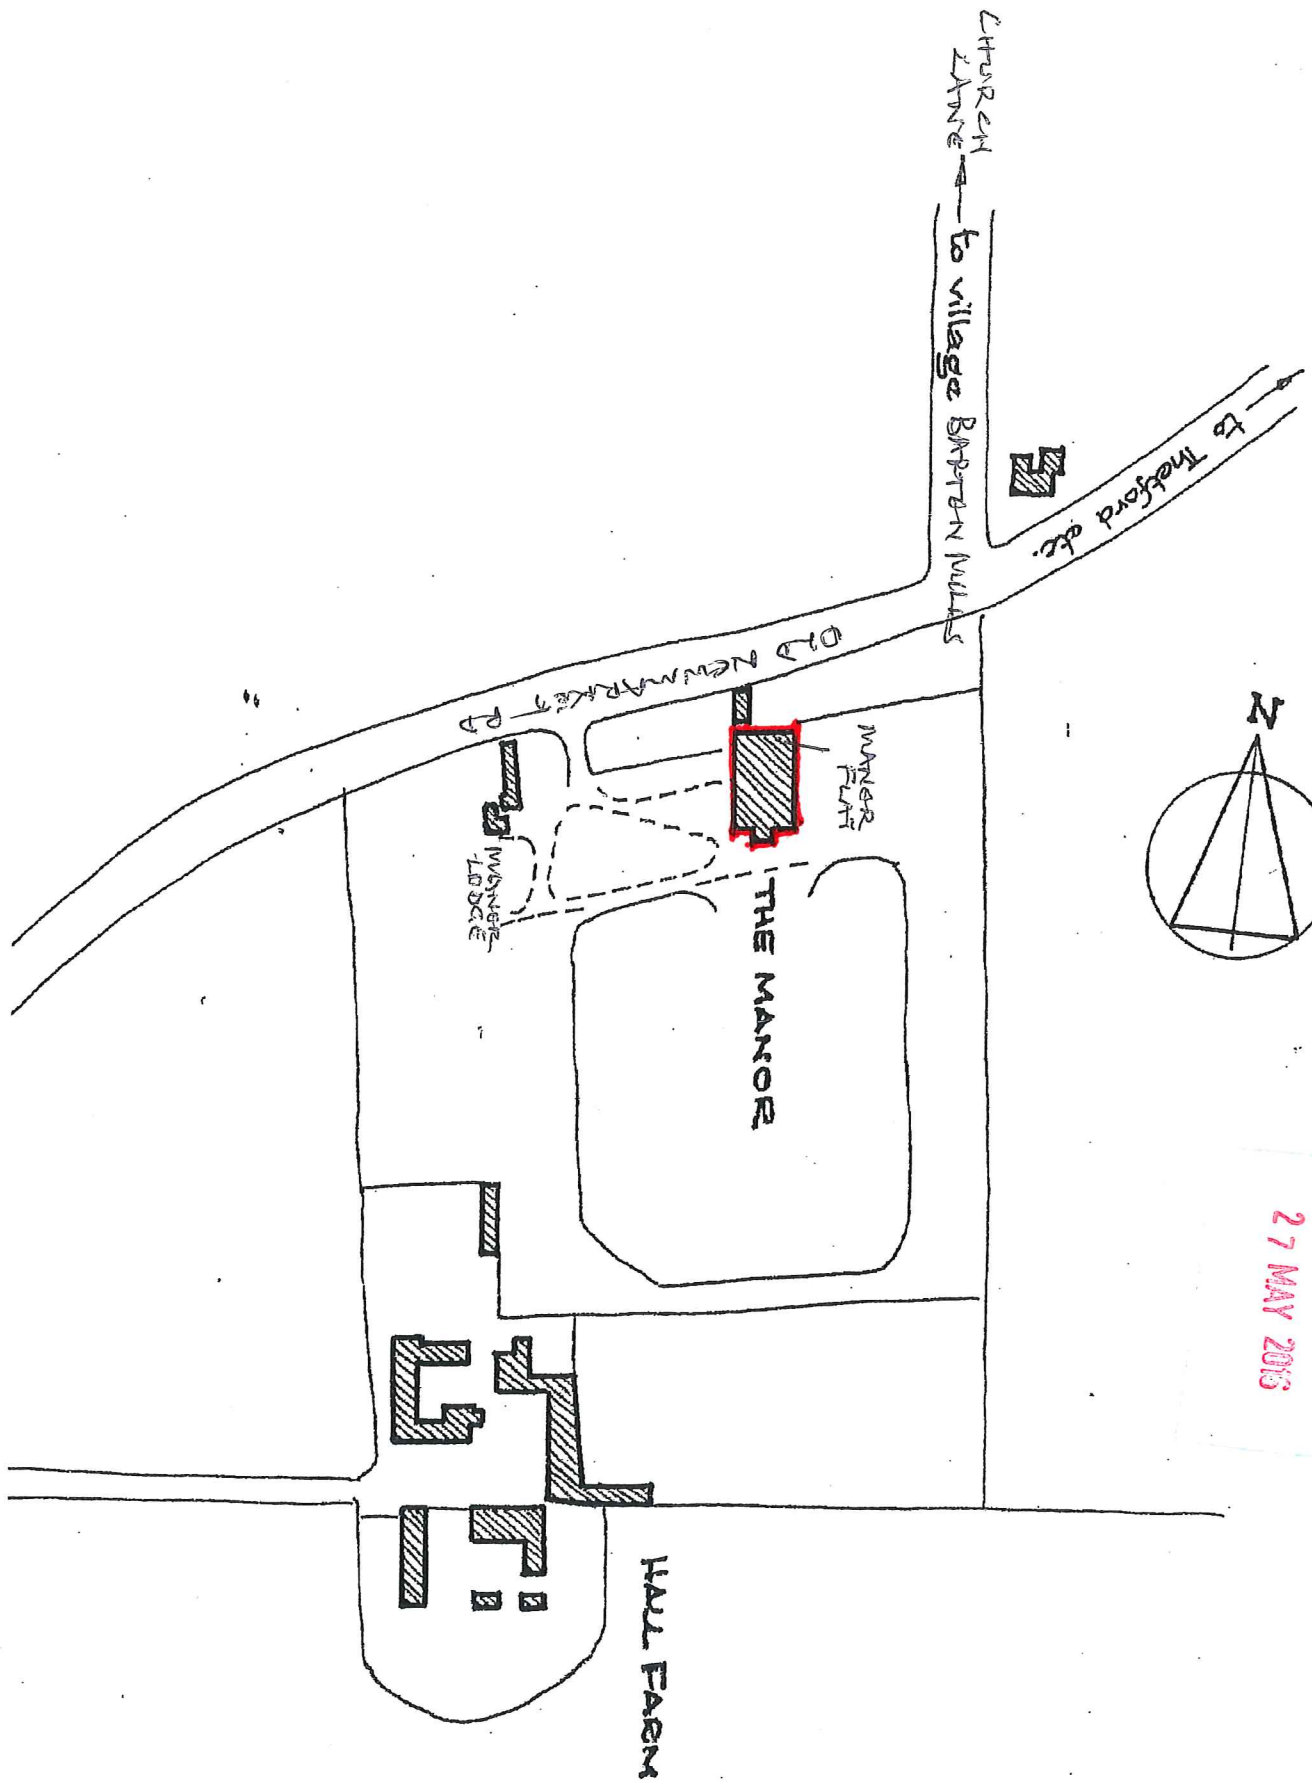 CHURCH
LANE
to village BARTON MILLS
to Thetford etc.
N
OLD NEWMARKET RD
MANOR
FLAT
MANOR
LODGE
THE MANOR
27 MAY 2016
HALL FARM